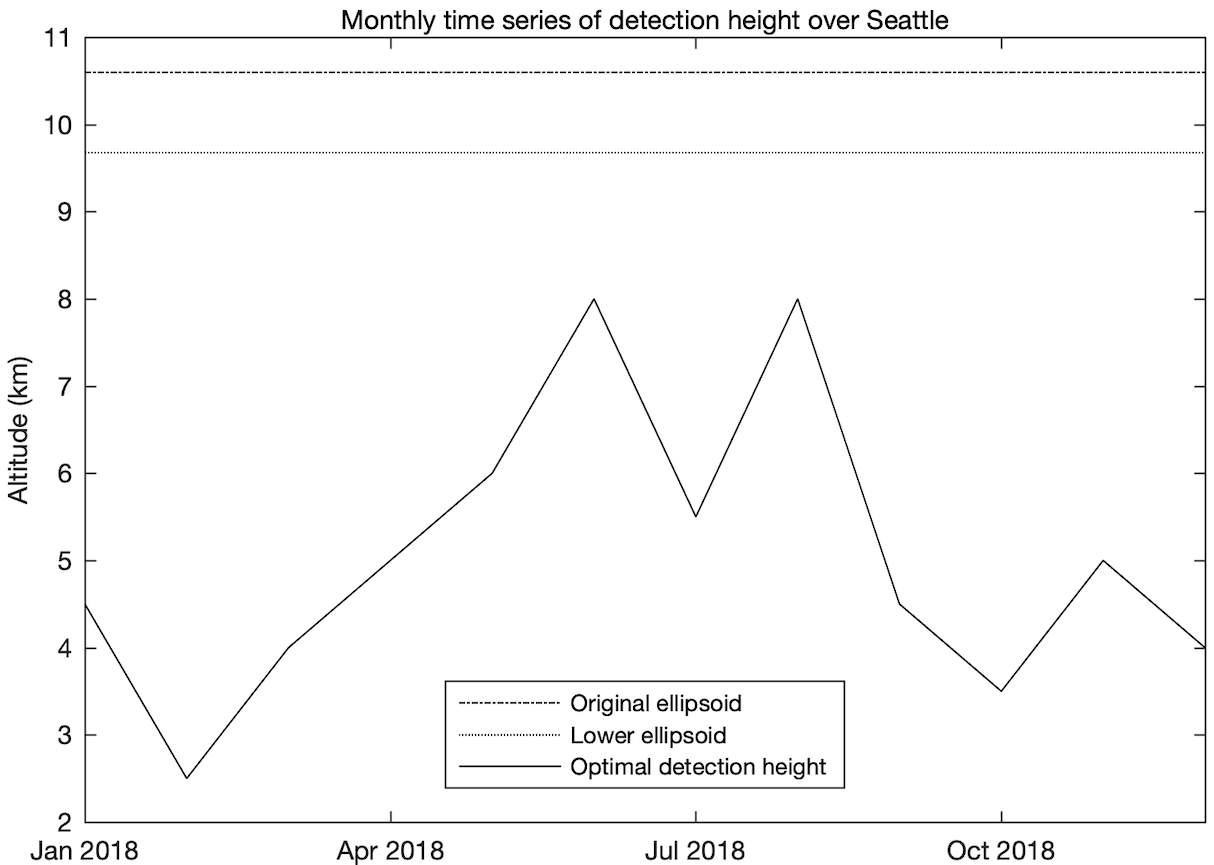 Monthly time series of detection height over Seattle
11
10
9
8
7
6
5
4
3
2
Altitude (km)
Original ellipsoid
Lower ellipsoid
Optimal detection height
Jan 2018 Apr 2018 Jul 2018 Oct 2018